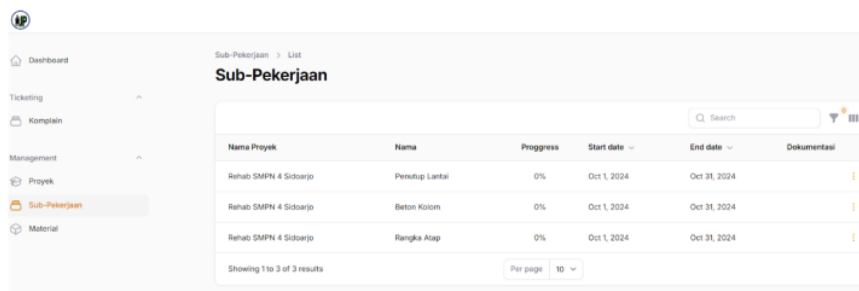 Dashboard
Ticketing
Komplain
Management
Proyek
Sub-Pekerjaan
Material
Sub-Pekerjaan > List
Sub-Pekerjaan
Search
0
Nama Proyek Nama Proggress Start date End date Dokumentasi
Rehab SMPN 4 Sidoarjo Penutup Lantai 0% Oct 1, 2024 Oct 31, 2024
Rehab SMPN 4 Sidoarjo Beton Kolom 0% Oct 1, 2024 Oct 31, 2024
Rehab SMPN 4 Sidoarjo Rangka Atap 0% Oct 1, 2024 Oct 31, 2024
Showing 1 to 3 of 3 results Per page 10